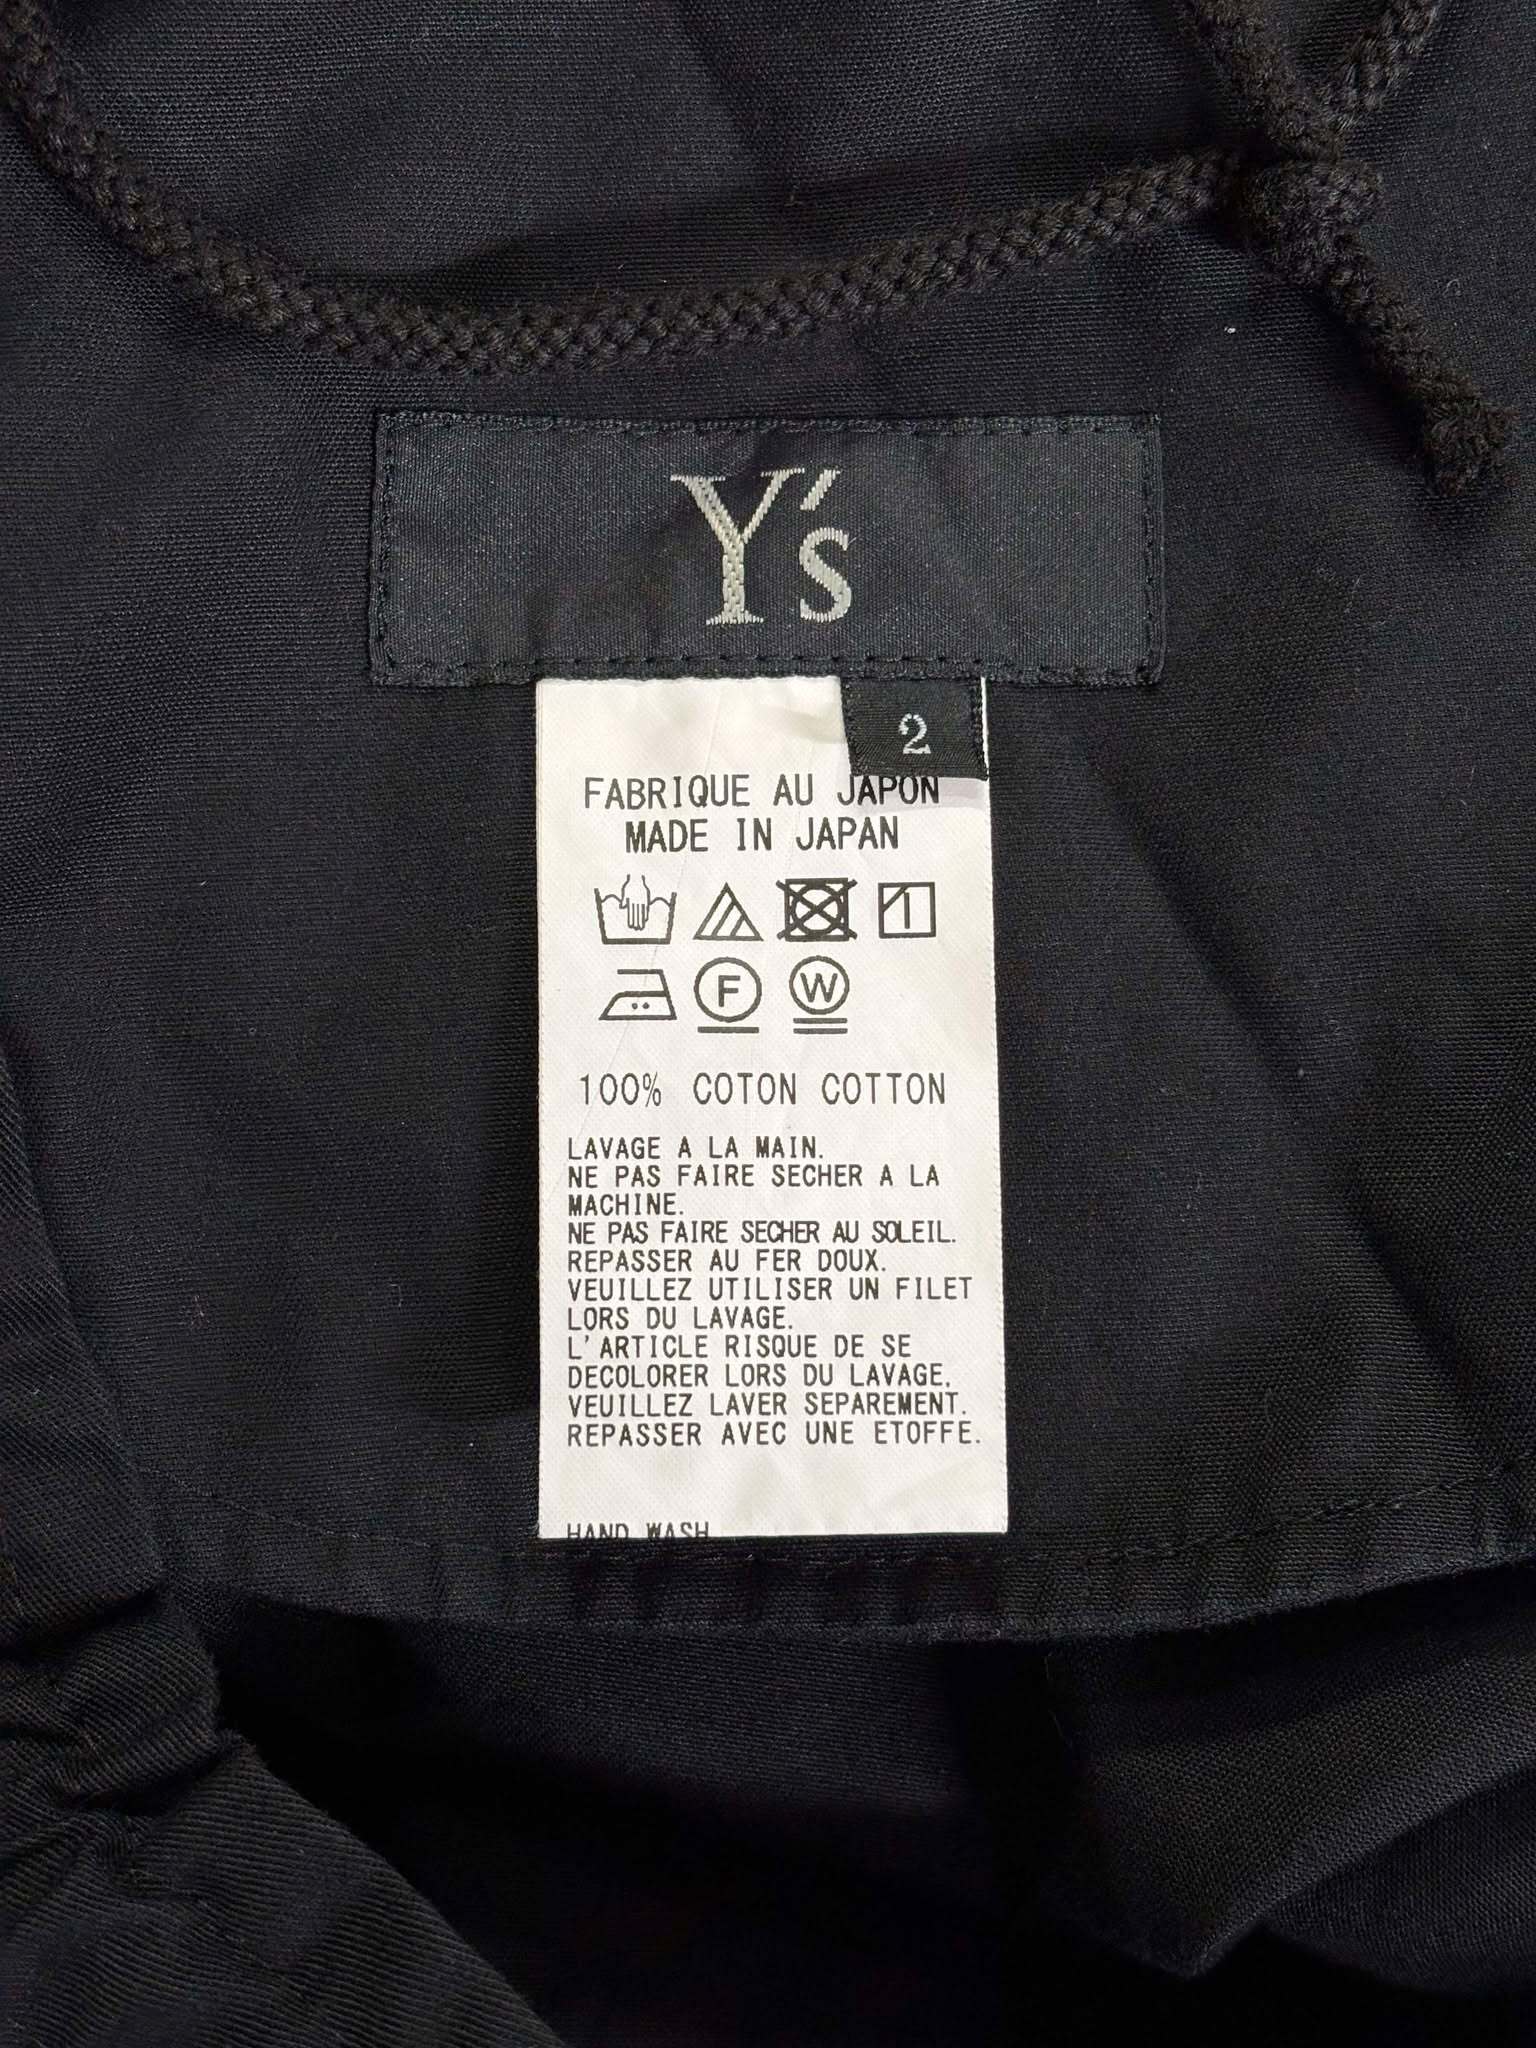 Y's
2
FABRIQUE AU JAPON
MADE IN JAPAN
F
W
100% COTON COTTON
LAVAGE A LA MAIN.
NE PAS FAIRE SECHER A LA
MACHINE.
NE PAS FAIRE SECHER AU SOLEIL.
REPASSER AU FER DOUX.
VEUILLEZ UTILISER UN FILET
LORS DU LAVAGE.
L'ARTICLE RISQUE DE SE
DECOLORER LORS DU LAVAGE,
VEUILLEZ LAVER SEPAREMENT.
REPASSER AVEC UNE ETOFFE.
HAND WASH